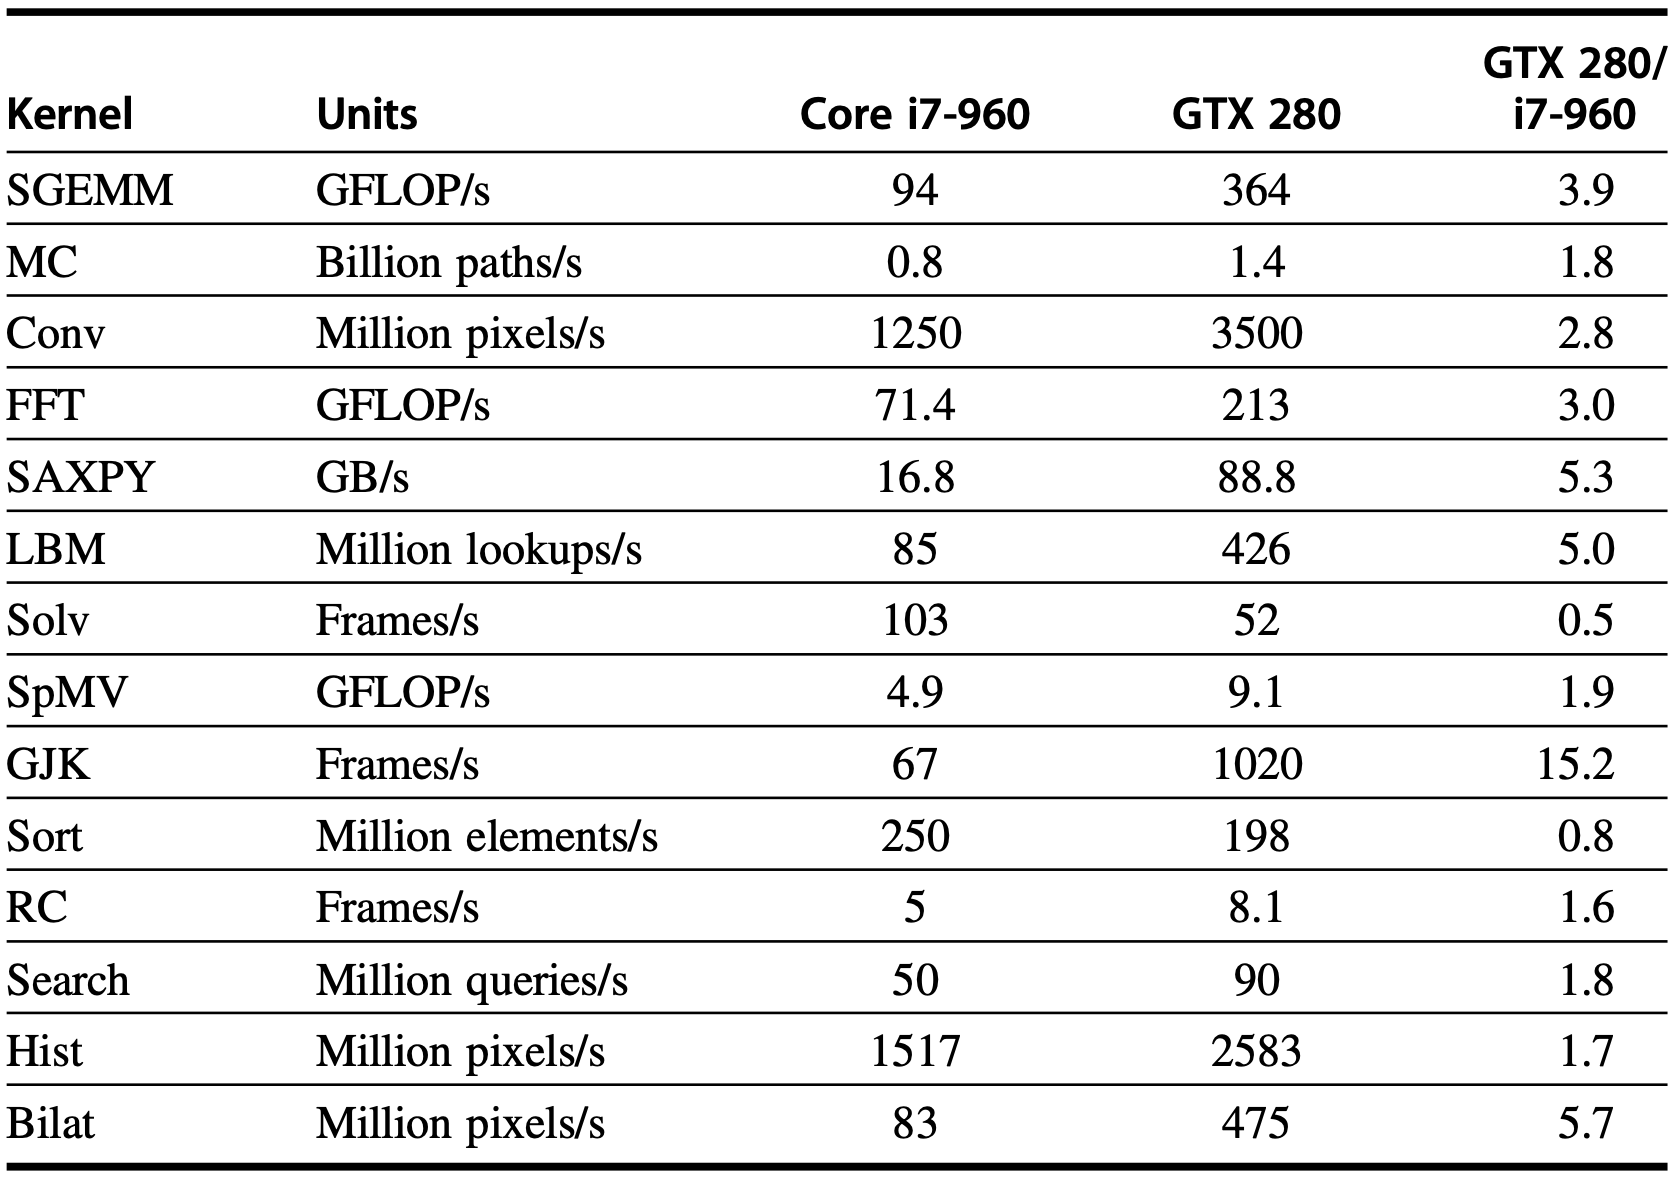 Kernel Units Core i7-960 GTX 280 GTX 280/
i7-960
SGEMM GFLOP/s 94 364 3.9
MC Billion paths/s 0.8 1.4 1.8
Conv Million pixels/s 1250 3500 2.8
FFT GFLOP/s 71.4 213 3.0
SAXPY GB/s 16.8 88.8 5.3
LBM Million lookups/s 85 426 5.0
Solv Frames/s 103 52 0.5
SpMV GFLOP/s 4.9 9.1 1.9
GJK Frames/s 67 1020 15.2
Sort Million elements/s 250 198 0.8
RC Frames/s 5 8.1 1.6
Search Million queries/s 50 90 1.8
Hist Million pixels/s 1517 2583 1.7
Bilat Million pixels/s 83 475 5.7